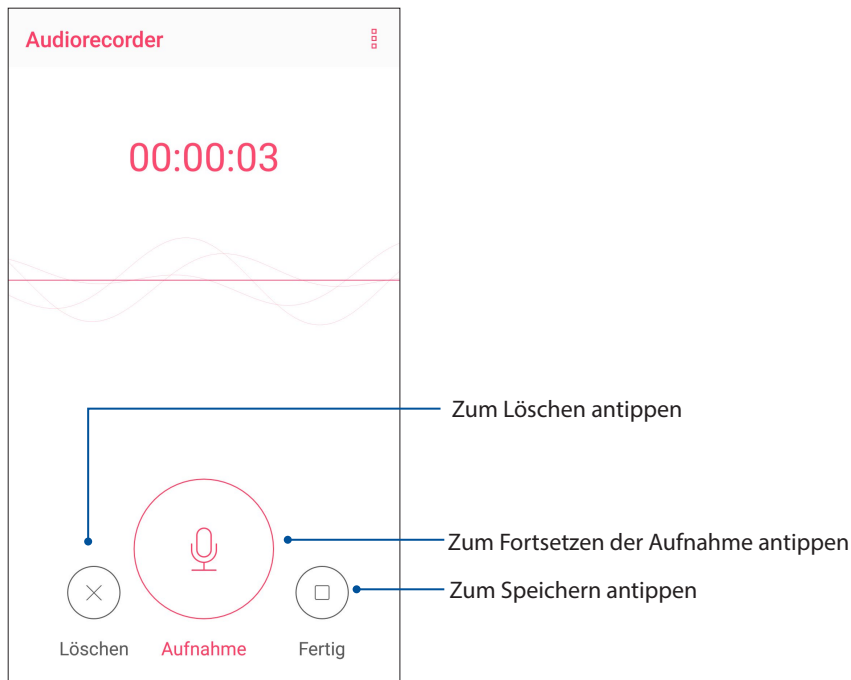 Audiorecorder
00:00:03
Zum Löschen antippen
Zum Fortsetzen der Aufnahme antippen
Zum Speichern antippen
Löschen Aufnahme Fertig